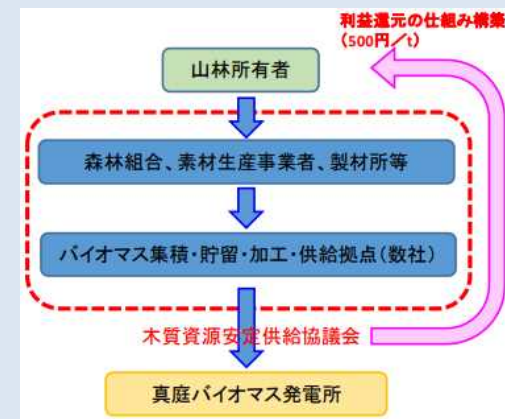 利益還元の仕組み構築
（500円／t）
山林所有者
森林組合、素材生産事業者、製材所等
バイオマス集積・貯留・加工・供給拠点（数社）
木質資源安定供給協議会
真庭バイオマス発電所